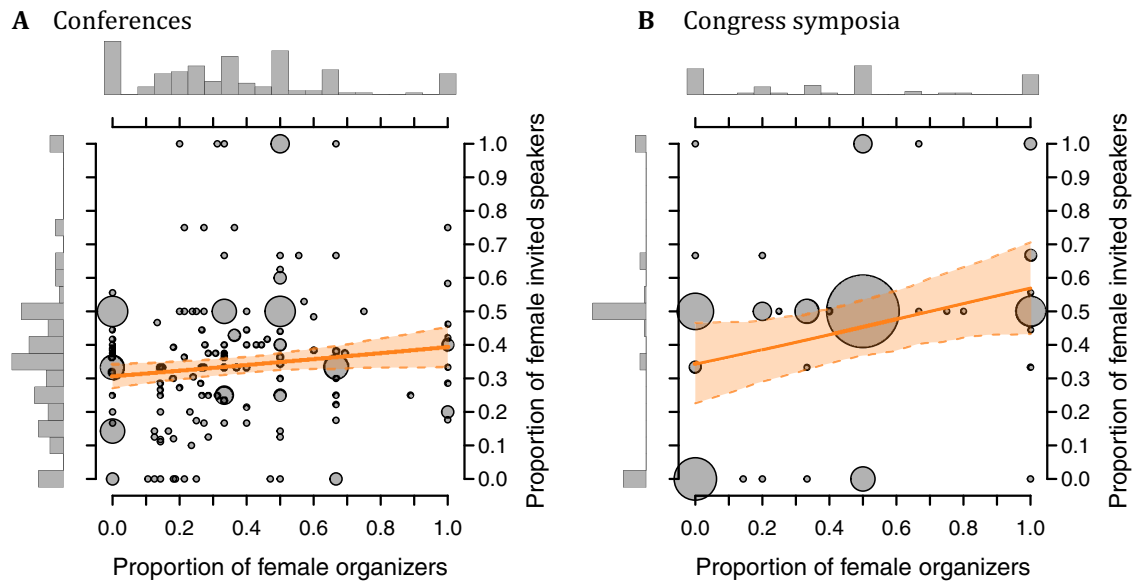 A Conferences
B Congress symposia
1.0
0.9
0.8
0.7
0.6
0.5
0.4
0.3
0.2
0.1
0.0
Proportion of female invited speakers
0.0 0.2 0.4 0.6 0.8 1.0
Proportion of female organizers
1.0
0.9
0.8
0.7
0.6
0.5
0.4
0.3
0.2
0.1
0.0
Proportion of female invited speakers
0.0 0.2 0.4 0.6 0.8 1.0
Proportion of female organizers